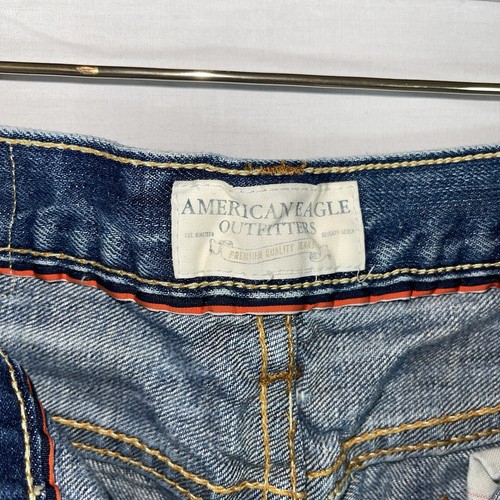 AMERICAN EAGLE
OUTFITTERS
PREMIUM QUALITY JEANS